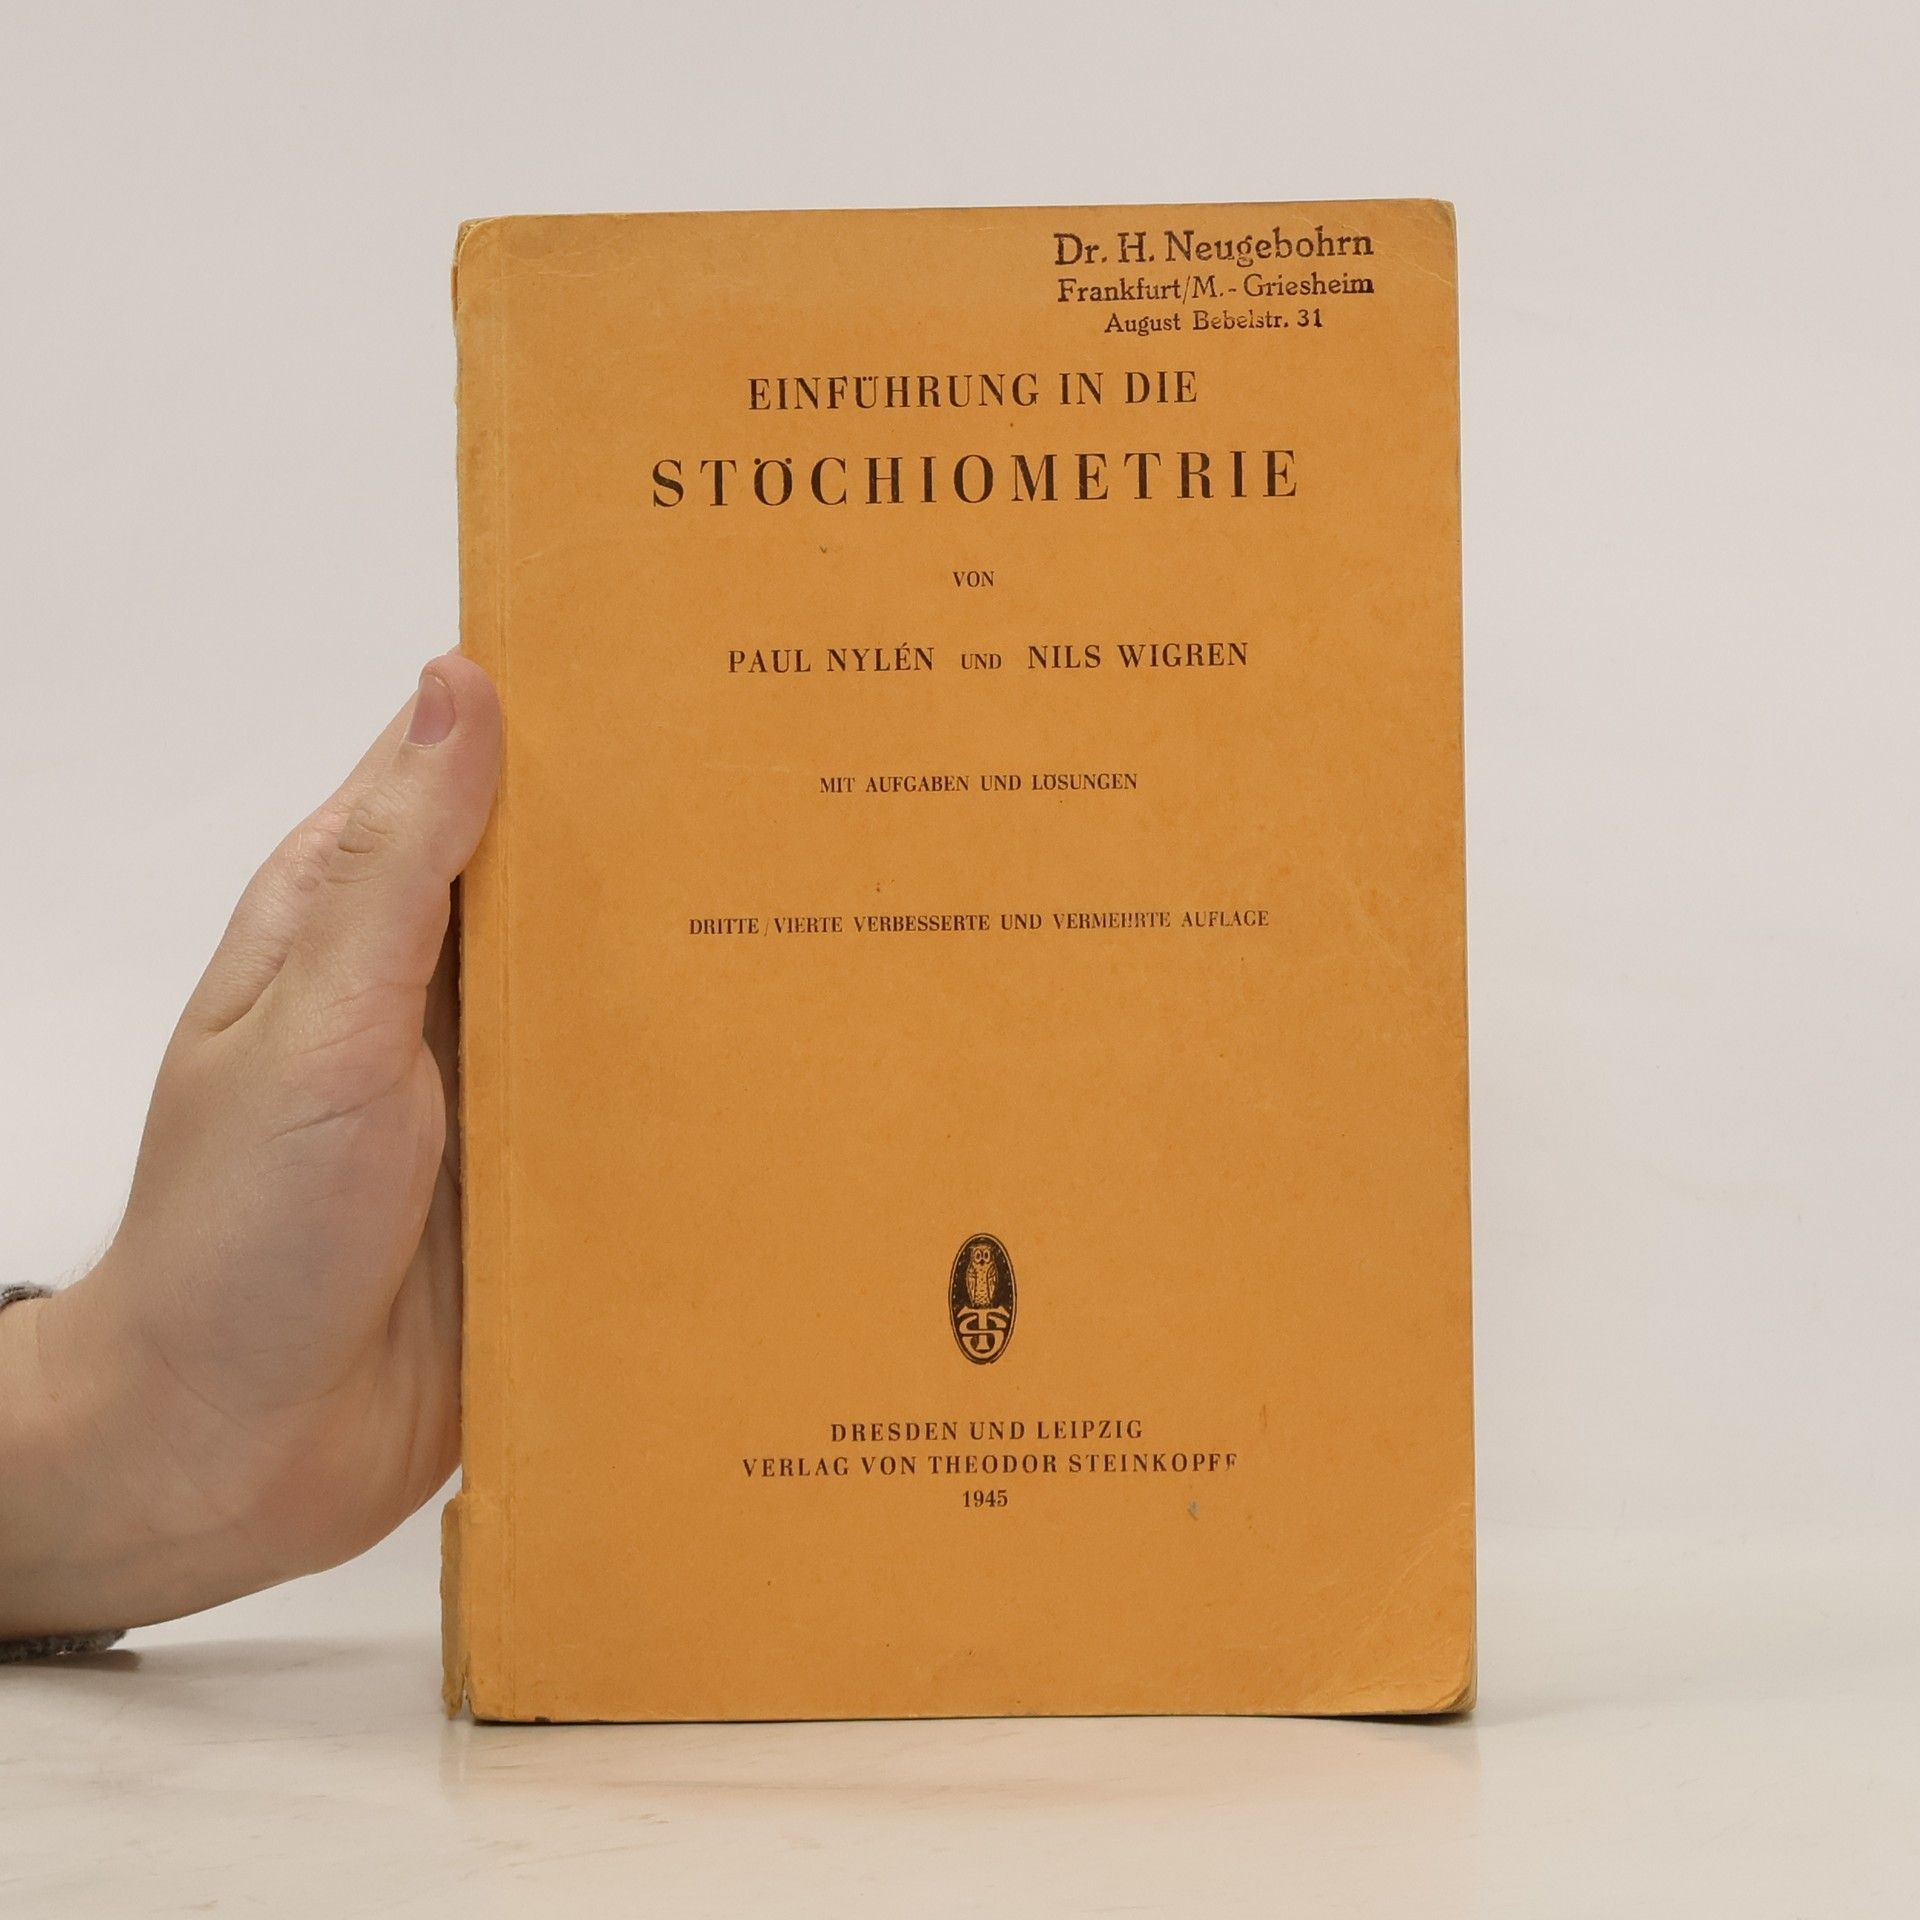 Dr. H. Neugebohrn
Frankfurt/M. - Griesheim
August Bebelstr. 31
EINFÜHRUNG IN DIE
STÖCHIOMETRIE
VON
PAUL NYLÉN UND NILS WIGREN
MIT AUFGABEN UND LÖSUNGEN
DRITTE / VIERTE VERBESSERTE UND VERMEHRTE AUFLAGE
TS
DRESDEN UND LEIPZIG
VERLAG VON THEODOR STEINKOPFF
1945